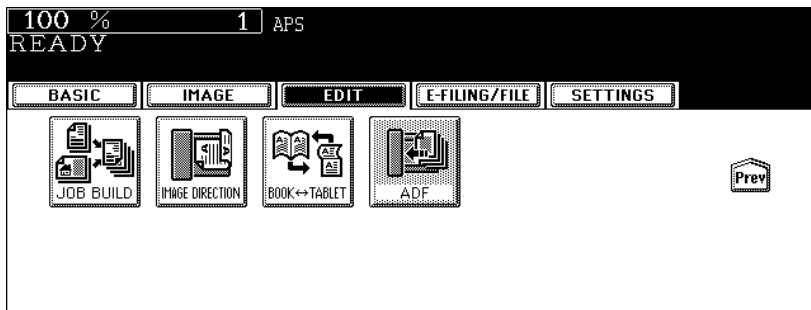 100 % 1 APS
READY
BASIC IMAGE EDIT E-FILING/FILE SETTINGS
JOB BUILD IMAGE DIRECTION BOOK↔TABLET ADF
Prev